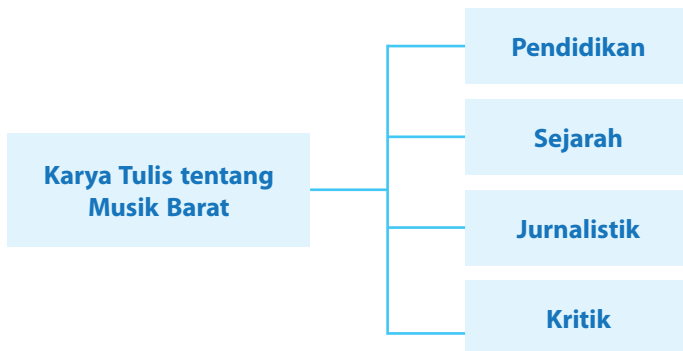 Karya Tulis tentang
Musik Barat
Pendidikan
Sejarah
Jurnalistik
Kritik